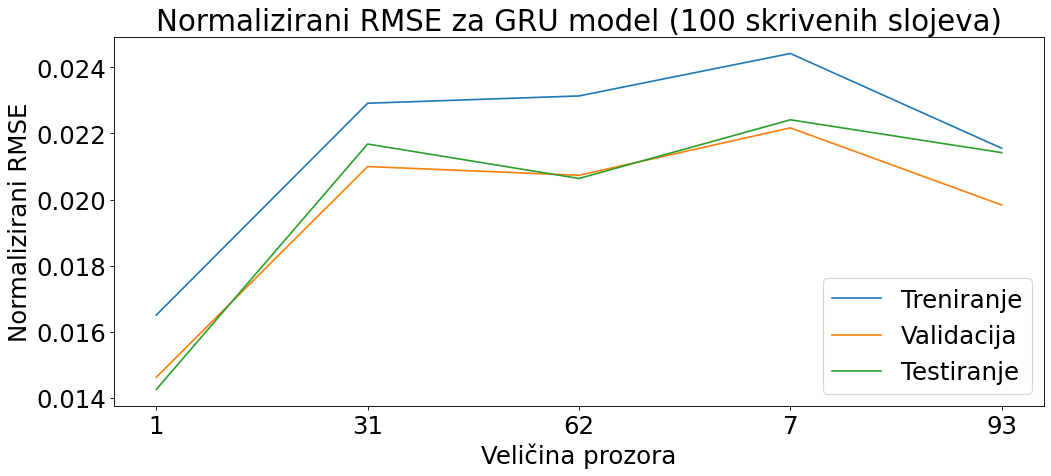 Normalizirani RMSE za GRU model (100 skrivenih slojeva)
Normalizirani RMSE
0.024
0.022
0.020
0.018
0.016
0.014
Treniranje
Validacija
Testiranje
1 31 62 7 93
Veličina prozora